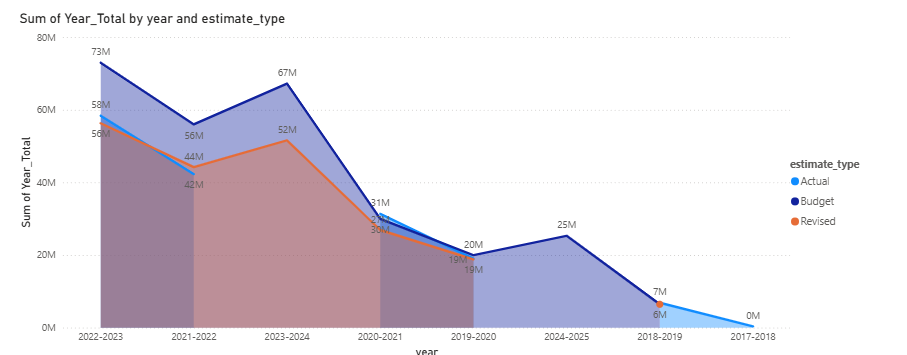 Sum of Year_Total by year and estimate_type
80M
60M
40M
20M
0M
Sum of Year_Total
73M
58M
56M
56M
44M
42M
67M
52M
31M
30M
20M
19M
19M
25M
7M
6M
0M
2022-2023
2021-2022
2023-2024
2020-2021
2019-2020
2024-2025
2018-2019
2017-2018
year
estimate_type
Actual
Budget
Revised